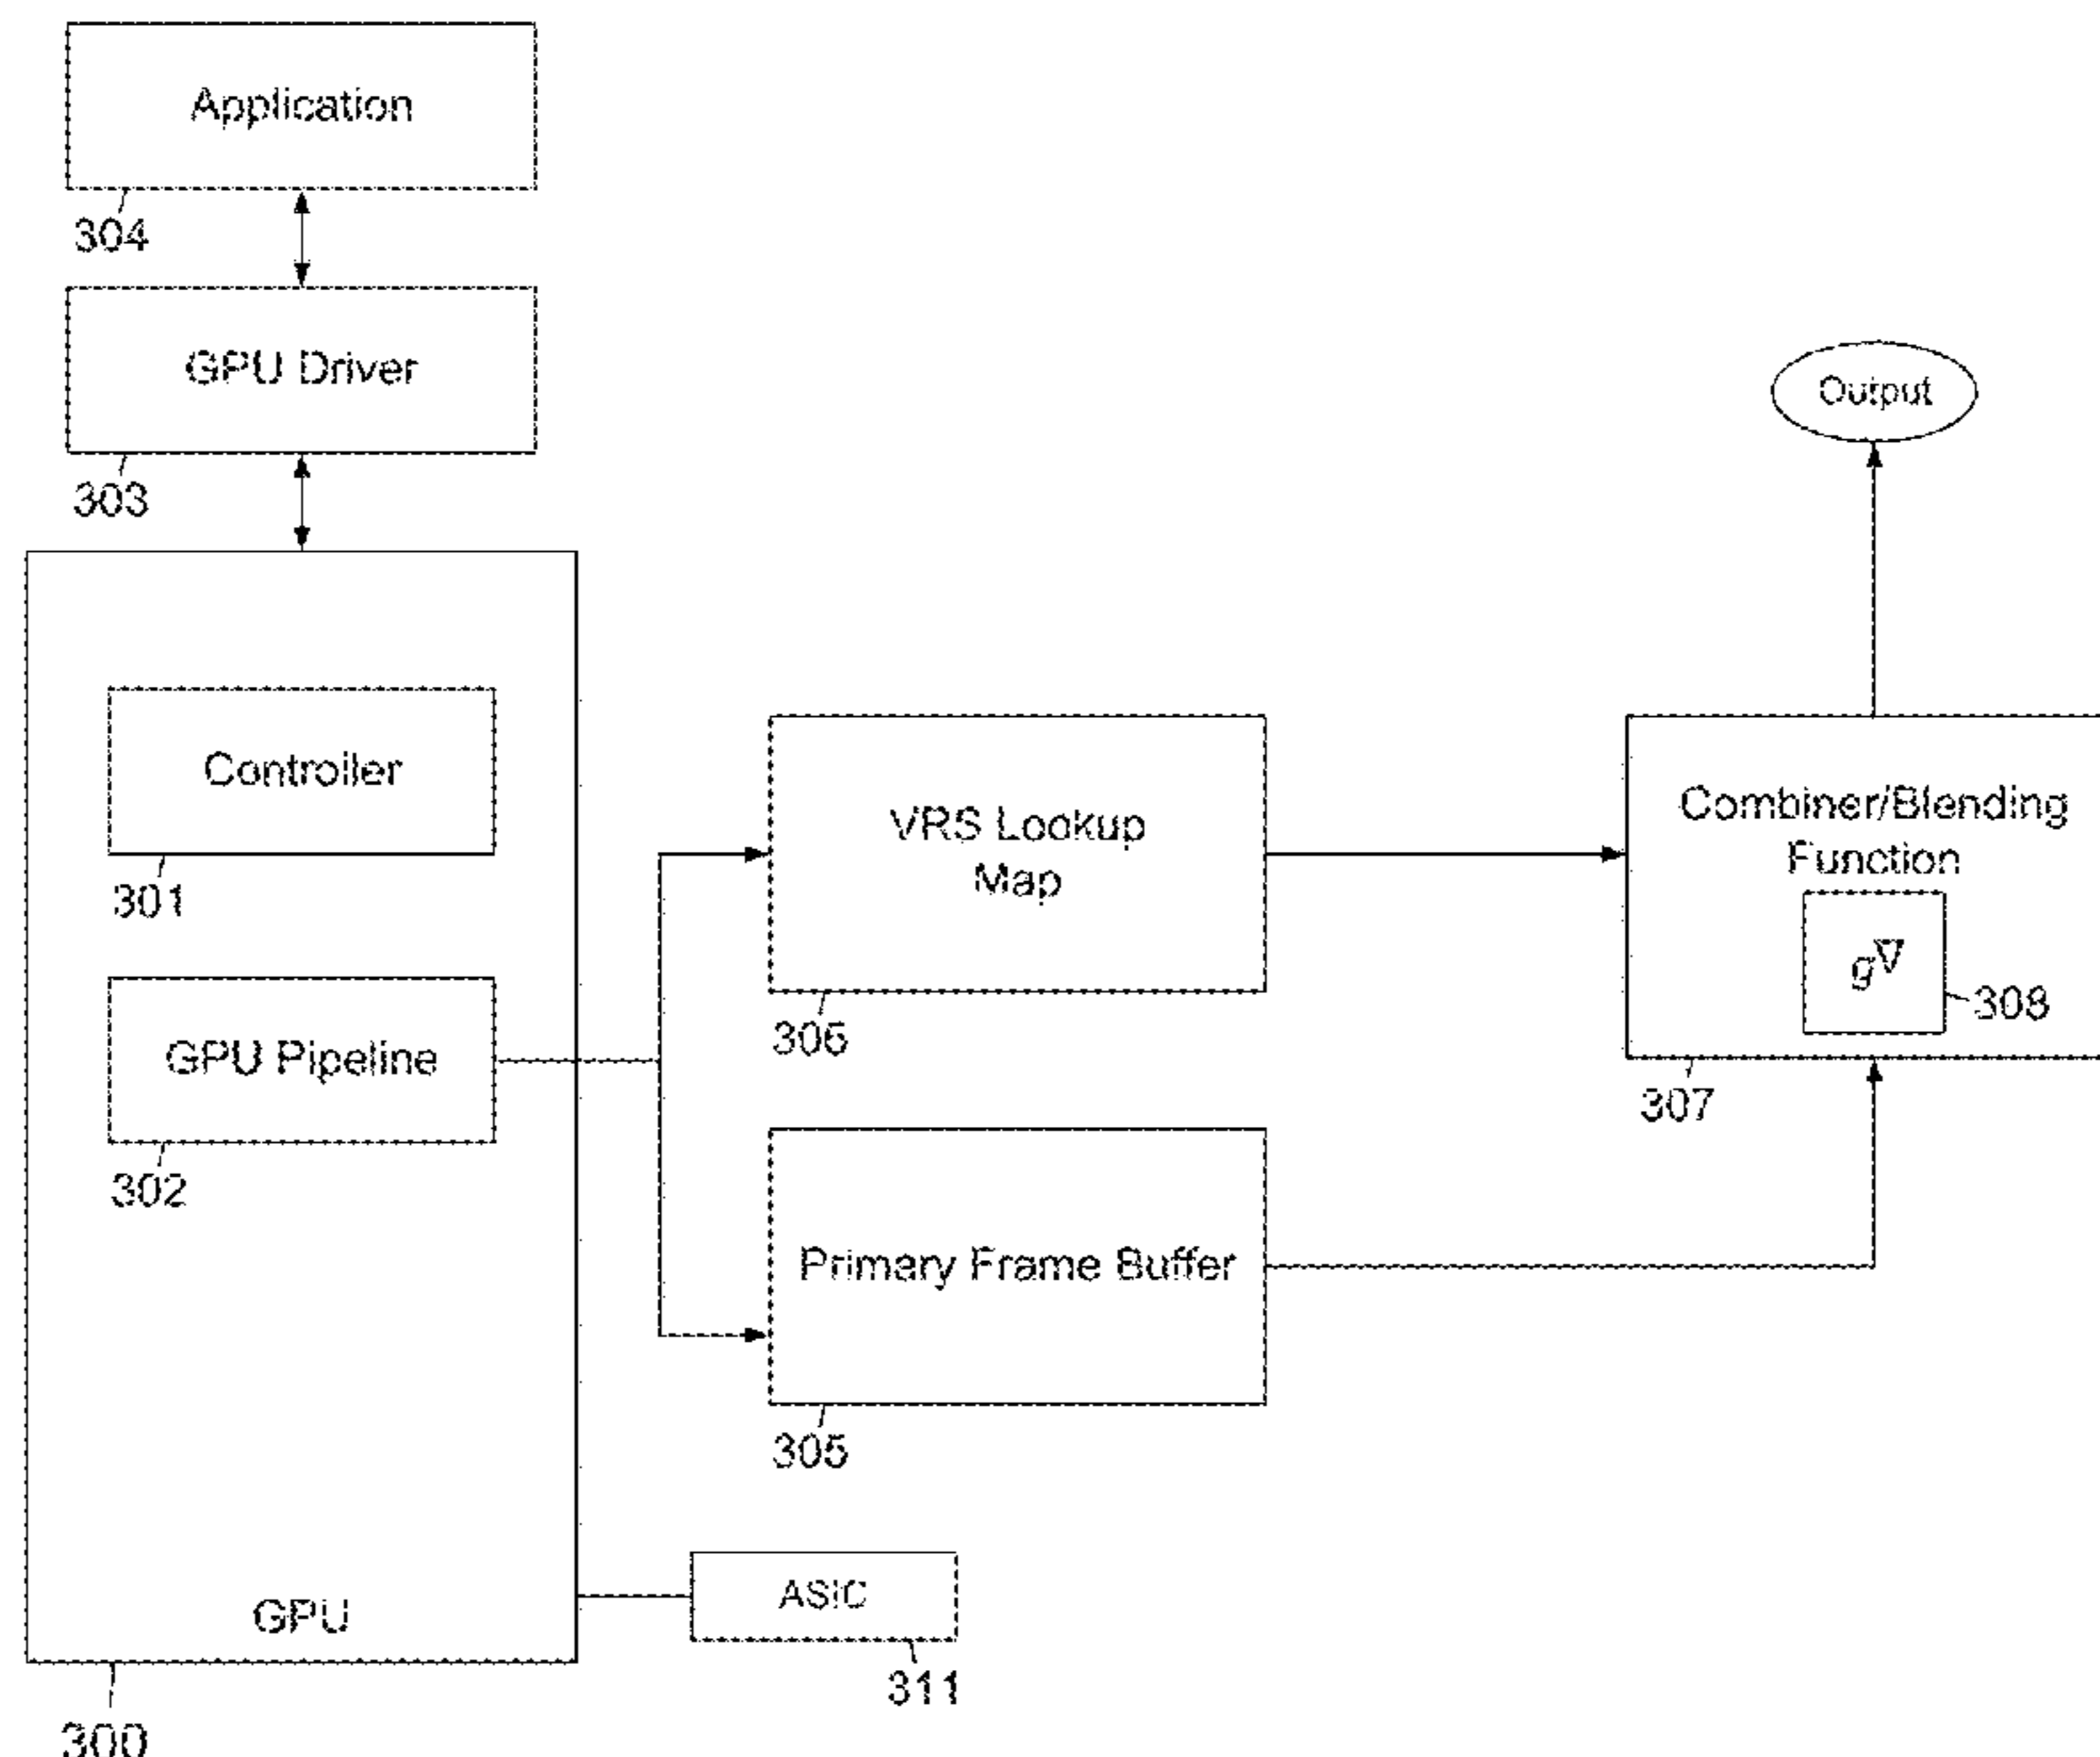 Application
304
GPU Driver
303
Output
Controller
301
GPU Pipeline
302
VRS Lookup
Map
306
Combiner/Blending
Function
g∇
308
307
Primary Frame Buffer
305
GPU
300
ASIC
311